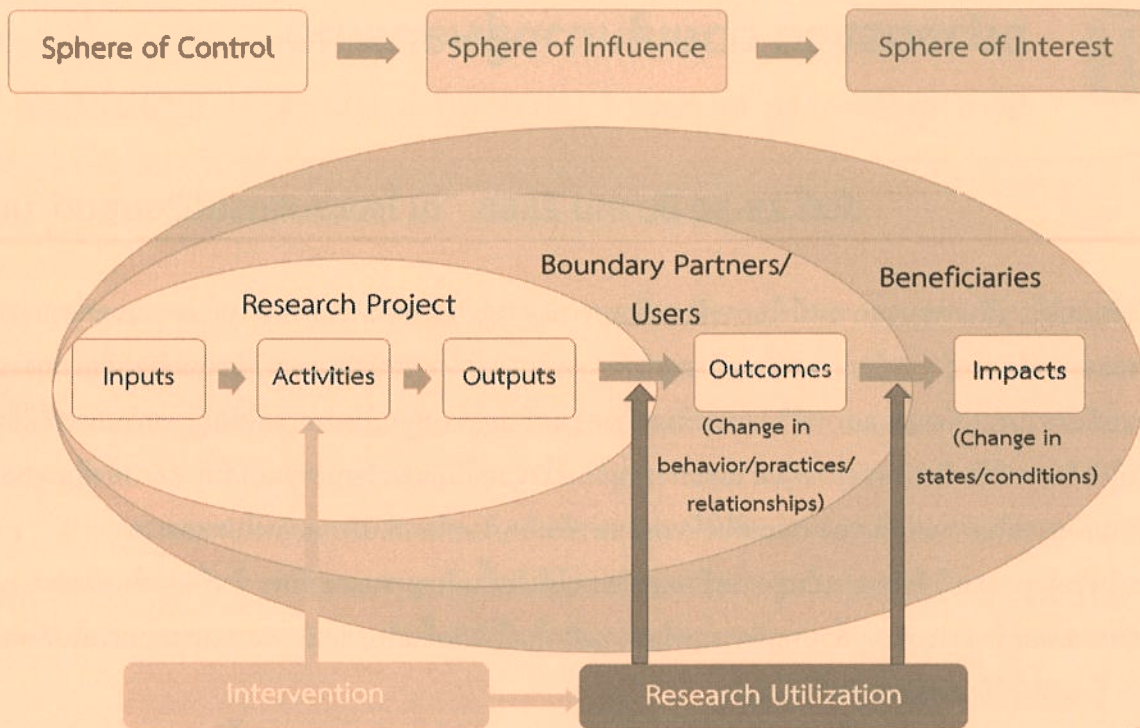 Sphere of Control
Sphere of Influence
Sphere of Interest
Boundary Partners/
Users
Beneficiaries
Research Project
Inputs
Activities
Outputs
Outcomes
Impacts
(Change in
behavior/practices/
relationships)
(Change in
states/conditions)
Intervention
Research Utilization